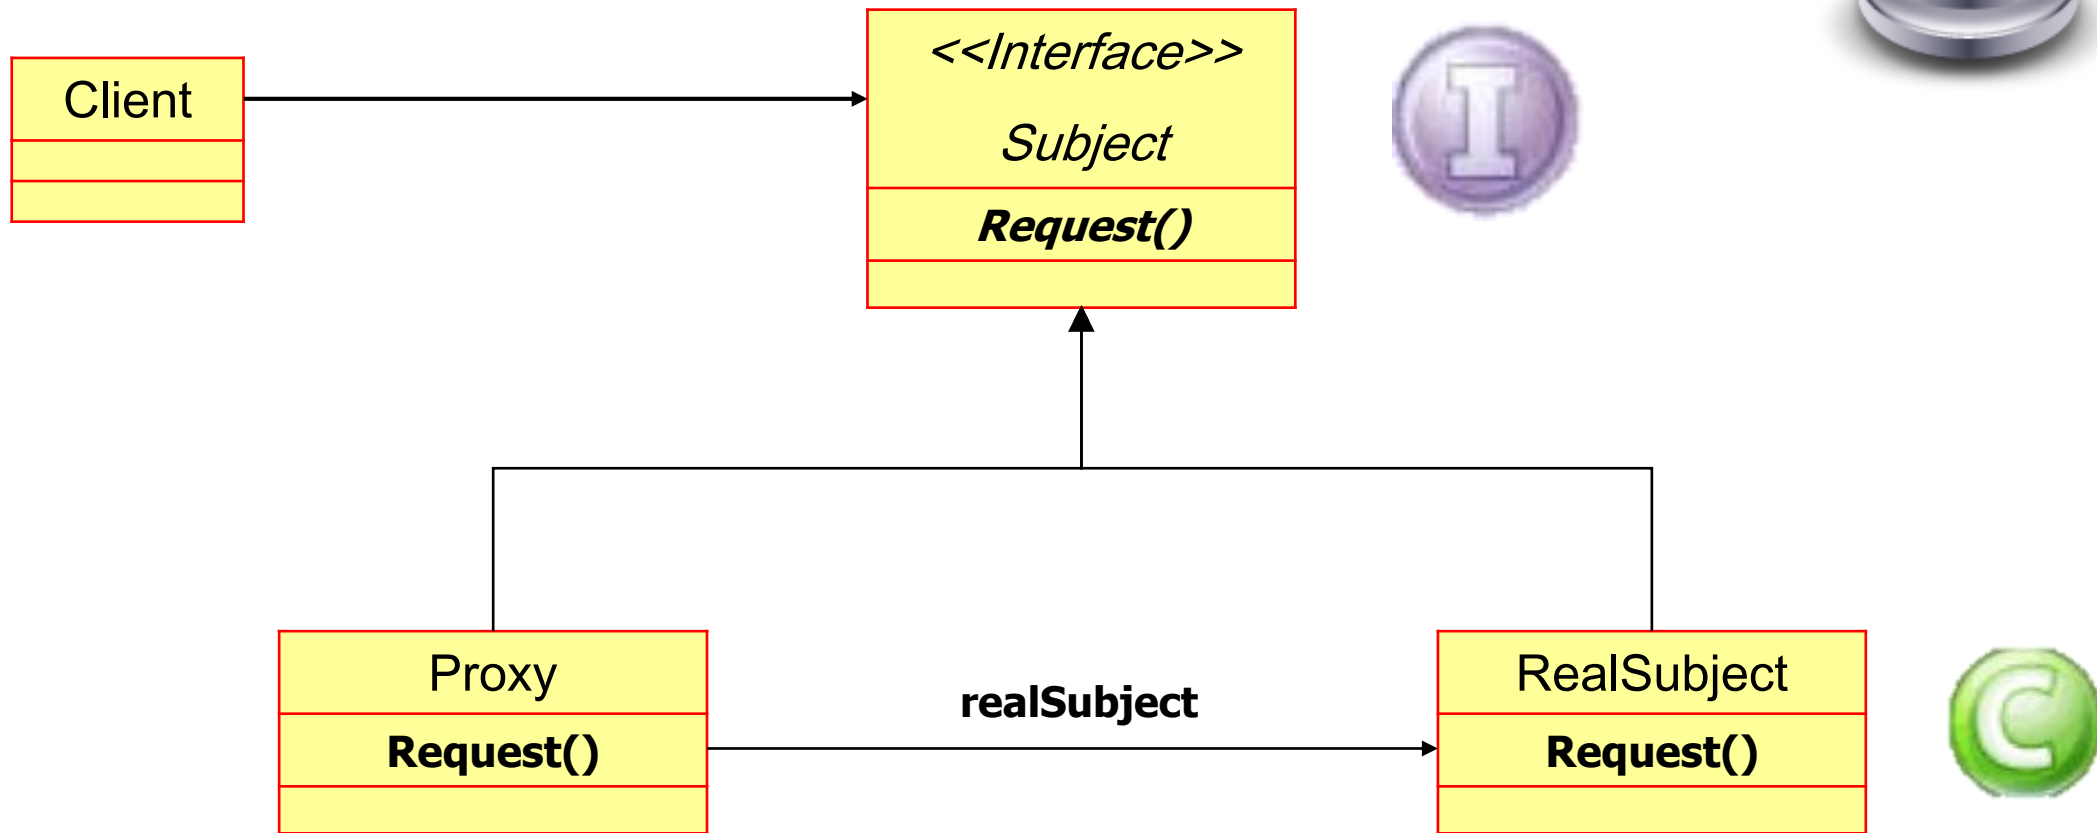 Client
<<Interface>>
Subject
Request()
I
Proxy
Request()
realSubject
RealSubject
Request()
C